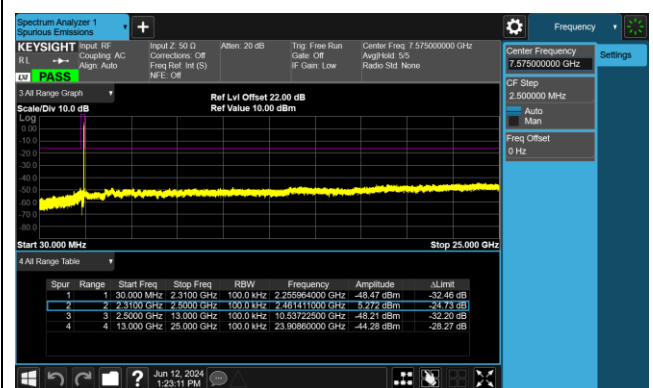 Spectrum Analyzer 1
Spurious Emissions
Frequency
KEYSIGHT Input: RF Input Z: 50 Ω Atten: 20 dB Trig: Free Run Center Freq: 7.575000000 GHz
RL Coupling: AC Corrections: Off Gate: Off Avg|Hold: 5/5
Align: Auto Freq Ref: Int (S) IF Gain: Low Radio Std: None
NFE: Off
LXI PASS
3 All Range Graph
Ref Lvl Offset 22.00 dB
Scale/Div 10.0 dB Ref Value 10.00 dBm
Log
0.00
-10.0
-20.0
-30.0
-40.0
-50.0
-60.0
-70.0
-80.0
Start 30.000 MHz Stop 25.000 GHz
4 All Range Table
Spur Range Start Freq Stop Freq RBW Frequency Amplitude ΔLimit
1 1 30.000 MHz 2.3100 GHz 100.0 kHz 2.255964000 GHz -48.47 dBm -32.46 dB
2 2 2.3100 GHz 2.5000 GHz 100.0 kHz 2.461411000 GHz 5.272 dBm -24.73 dB
3 3 2.5000 GHz 13.000 GHz 100.0 kHz 10.53722500 GHz -48.21 dBm -32.20 dB
4 4 13.000 GHz 25.000 GHz 100.0 kHz 23.90860000 GHz -44.28 dBm -28.27 dB
Jun 12, 2024
1:23:11 PM
Center Frequency
7.575000000 GHz
Settings
CF Step
2.500000 MHz
Auto
Man
Freq Offset
0 Hz